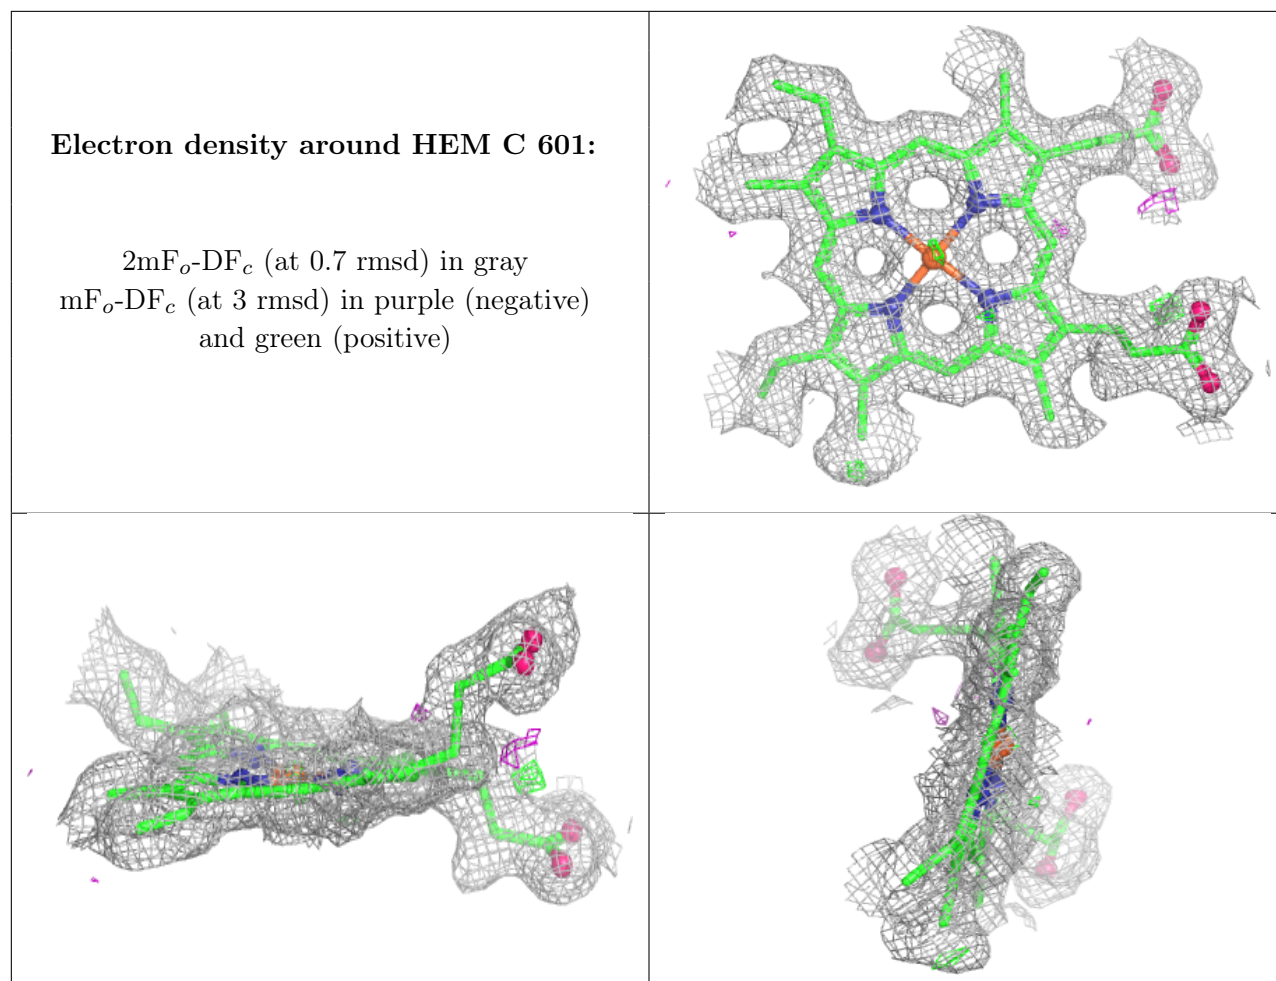 Electron density around HEM C 601:
2mFo-DFc (at 0.7 rmsd) in gray
mFo-DFc (at 3 rmsd) in purple (negative)
and green (positive)